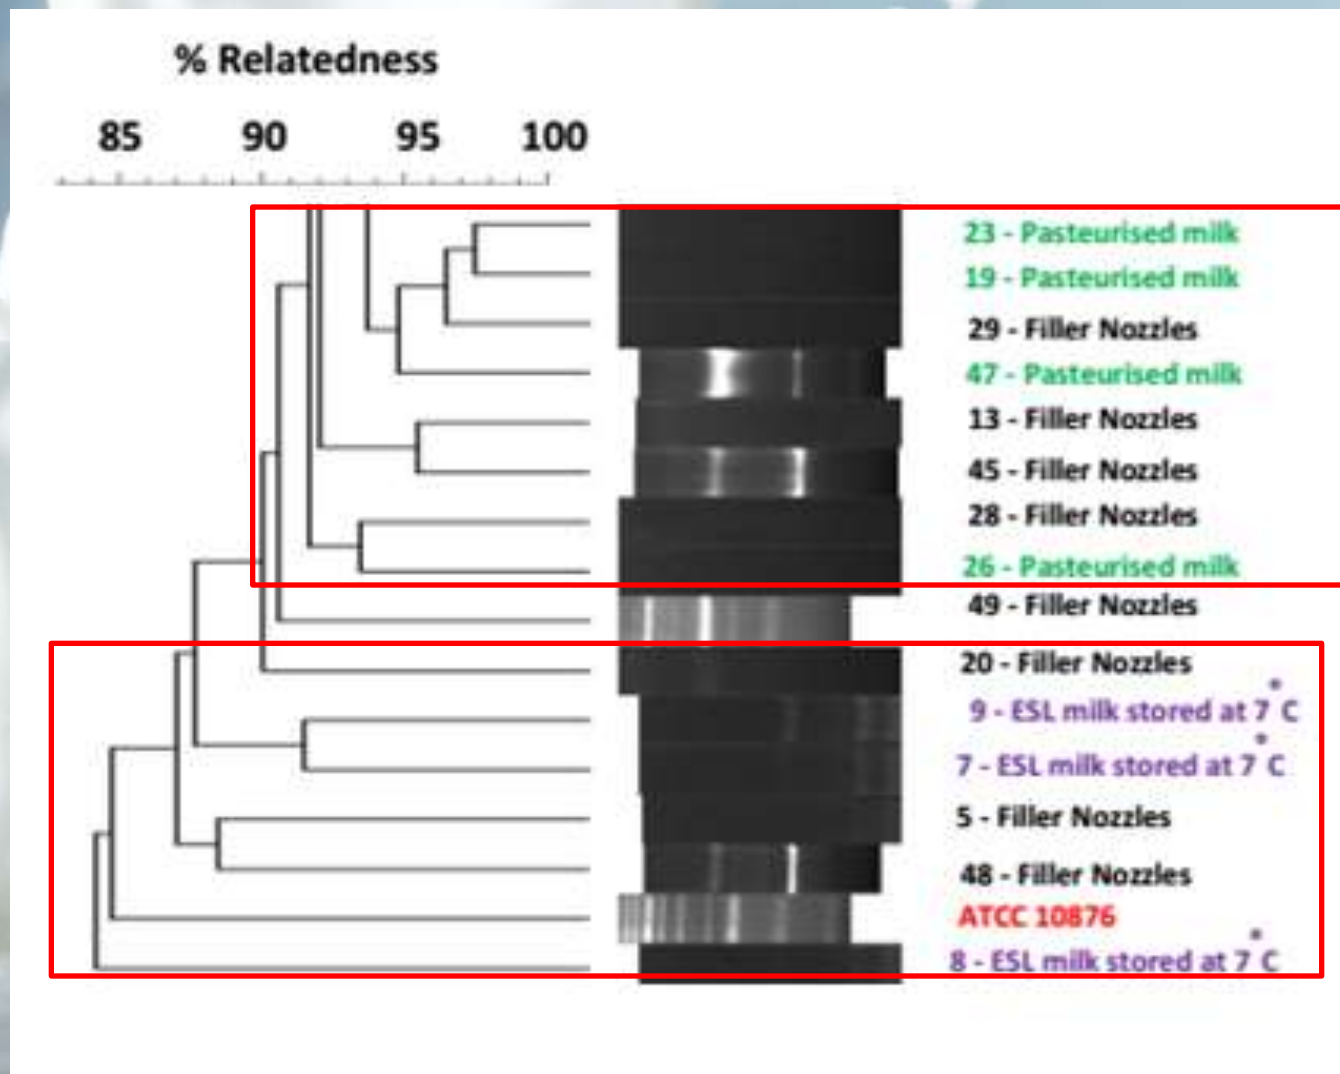 % Relatedness
85 90 95 100
23 - Pasteurised milk
19 - Pasteurised milk
29 - Filler Nozzles
47 - Pasteurised milk
13 - Filler Nozzles
45 - Filler Nozzles
28 - Filler Nozzles
26 - Pasteurised milk
49 - Filler Nozzles
20 - Filler Nozzles
9 - ESL milk stored at 7°C
7 - ESL milk stored at 7°C
5 - Filler Nozzles
48 - Filler Nozzles
ATCC 10876
8 - ESL milk stored at 7°C